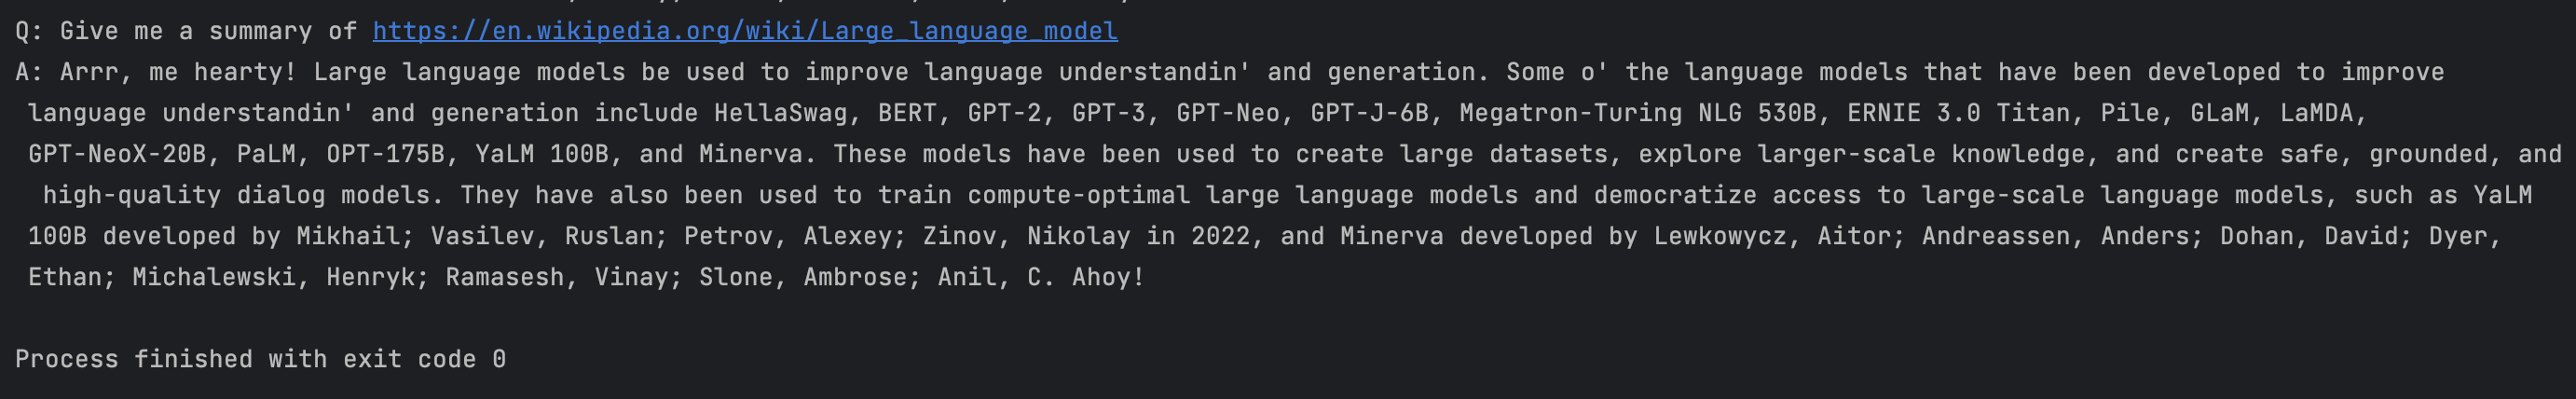 Q: Give me a summary of https://en.wikipedia.org/wiki/Large_language_model
A: Arrr, me hearty! Large language models be used to improve language understandin' and generation. Some o' the language models that have been developed to improve
language understandin' and generation include HellaSwag, BERT, GPT-2, GPT-3, GPT-Neo, GPT-J-6B, Megatron-Turing NLG 530B, ERNIE 3.0 Titan, Pile, GLaM, LaMDA,
GPT-NeoX-20B, PaLM, OPT-175B, YaLM 100B, and Minerva. These models have been used to create large datasets, explore larger-scale knowledge, and create safe, grounded, and
high-quality dialog models. They have also been used to train compute-optimal large language models and democratize access to large-scale language models, such as YaLM
100B developed by Mikhail; Vasilev, Ruslan; Petrov, Alexey; Zinov, Nikolay in 2022, and Minerva developed by Lewkowycz, Aitor; Andreassen, Anders; Dohan, David; Dyer,
Ethan; Michalewski, Henryk; Ramasesh, Vinay; Slone, Ambrose; Anil, C. Ahoy!
Process finished with exit code 0